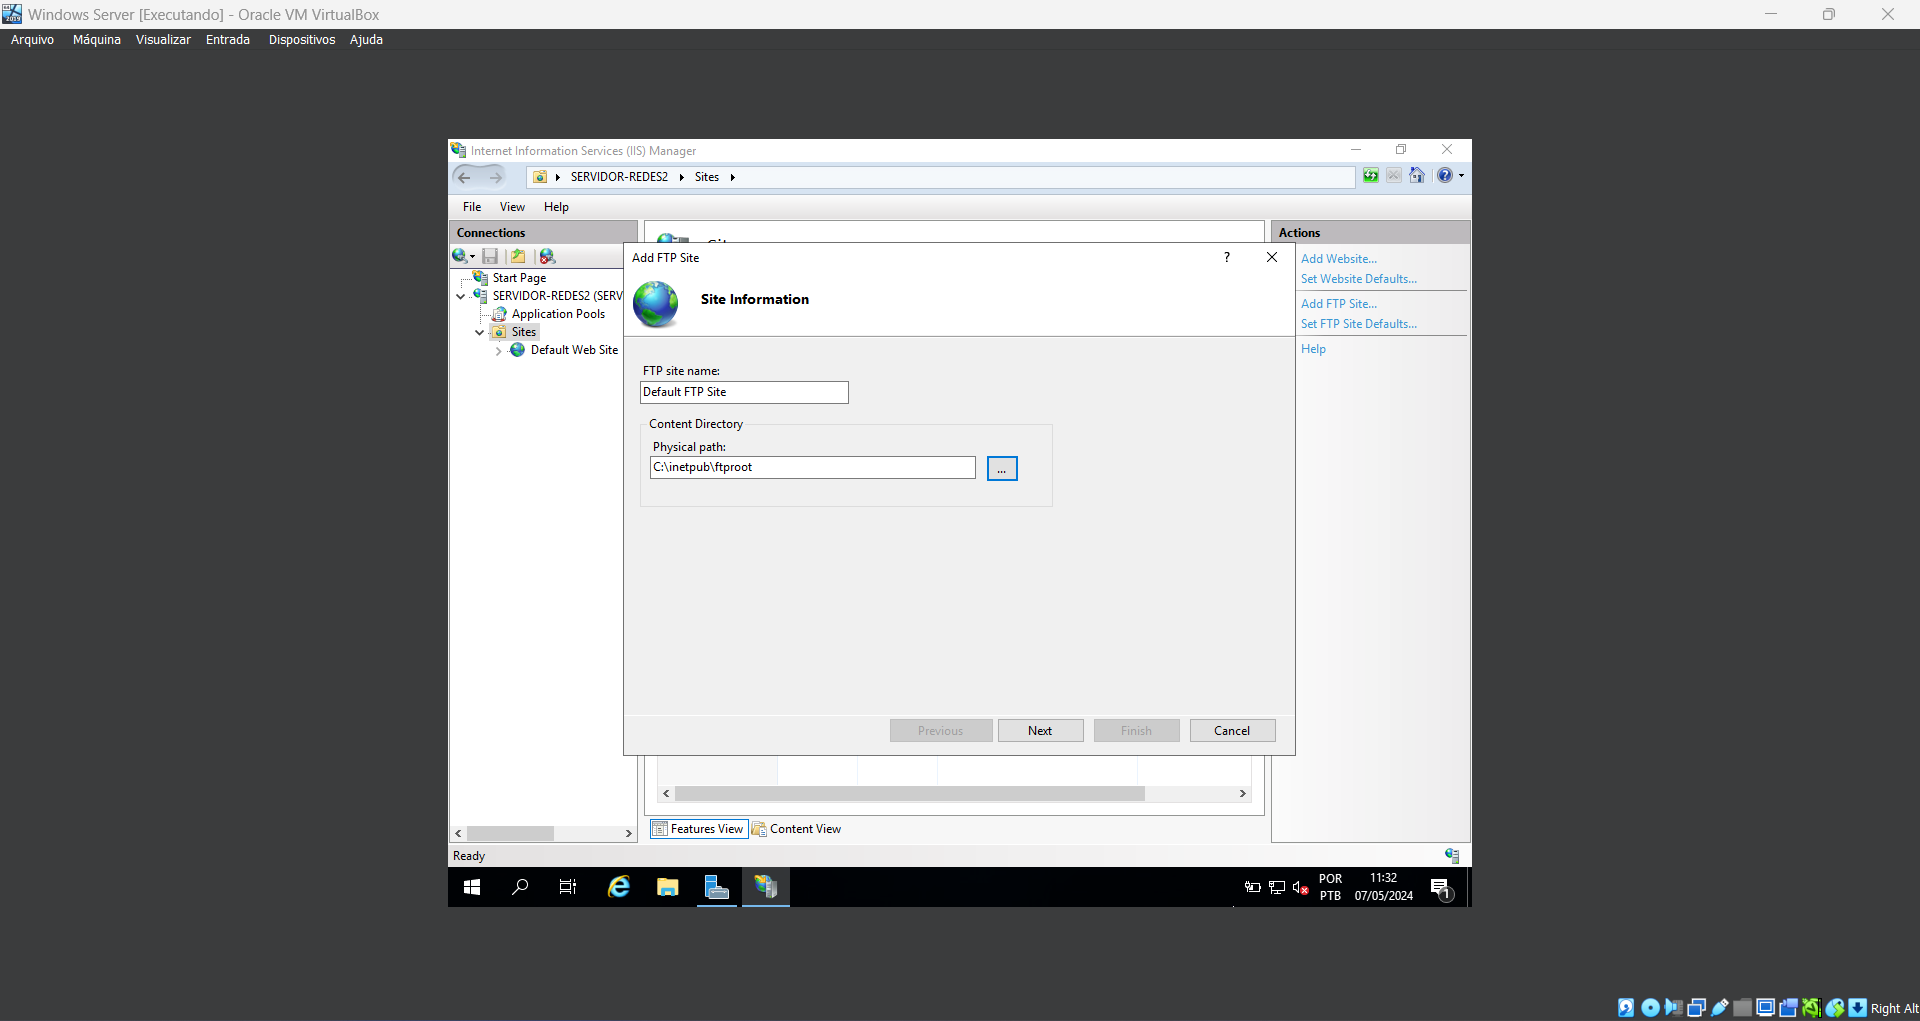 Windows Server [Executando] - Oracle VM VirtualBox
Arquivo Máquina Visualizar Entrada Dispositivos Ajuda
Internet Information Services (IIS) Manager
SERVIDOR-REDES2 Sites
File View Help
Connections
Actions
Add FTP Site
Add Website...
Start Page
Set Website Defaults...
SERVIDOR-REDES2 (SERV
Site Information
Add FTP Site...
Application Pools
Set FTP Site Defaults...
Sites
Default Web Site
Help
FTP site name:
Default FTP Site
Content Directory
Physical path:
C:\inetpub\ftproot
...
Previous Next Finish Cancel
Features View Content View
Ready
POR 11:32
PTB 07/05/2024
1
Right Alt